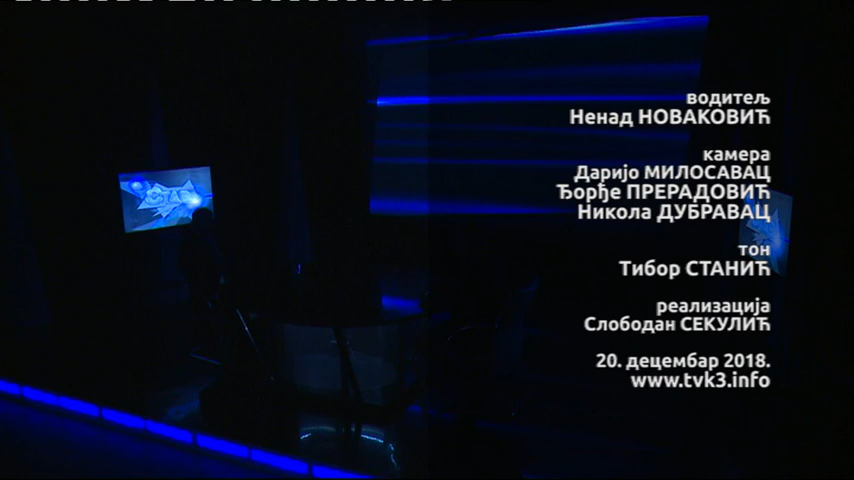 водитељ
Ненад НОВАКОВИЋ
камера
Даријо МИЛОСАВАЦ
Ђорђе ПРЕРАДОВИЋ
Никола ДУБРАВАЦ
тон
Тибор СТАНИЋ
реализација
Слободан СЕКУЛИЋ
20. децембар 2018.
www.tvk3.info